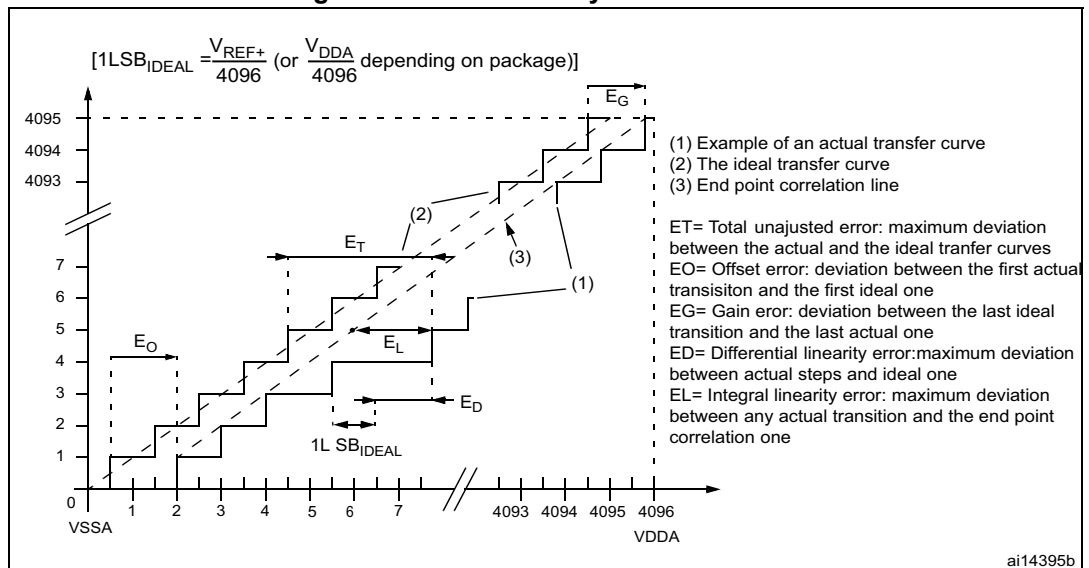 [1LSB_IDEAL = V_REF+ / 4096 (or V_DDA / 4096 depending on package)]
E_G
4095
4094
4093
(1) Example of an actual transfer curve
(2) The ideal transfer curve
(3) End point correlation line
ET= Total unajusted error: maximum deviation
between the actual and the ideal tranfer curves
EO= Offset error: deviation between the first actual
transisiton and the first ideal one
EG= Gain eror: deviation between the last ideal
transition and the last actual one
ED= Differential linearity error:maximum deviation
between actual steps and ideal one
EL= Integral linearity error: maximum deviation
between any actual transition and the end point
correlation one
(2)
E_T
(3)
(1)
7
6
5
4
3
2
1
0
E_O
E_L
E_D
1L SB_IDEAL
1 2 3 4 5 6 7 4093 4094 4095 4096
VSSA
VDDA
ai14395b